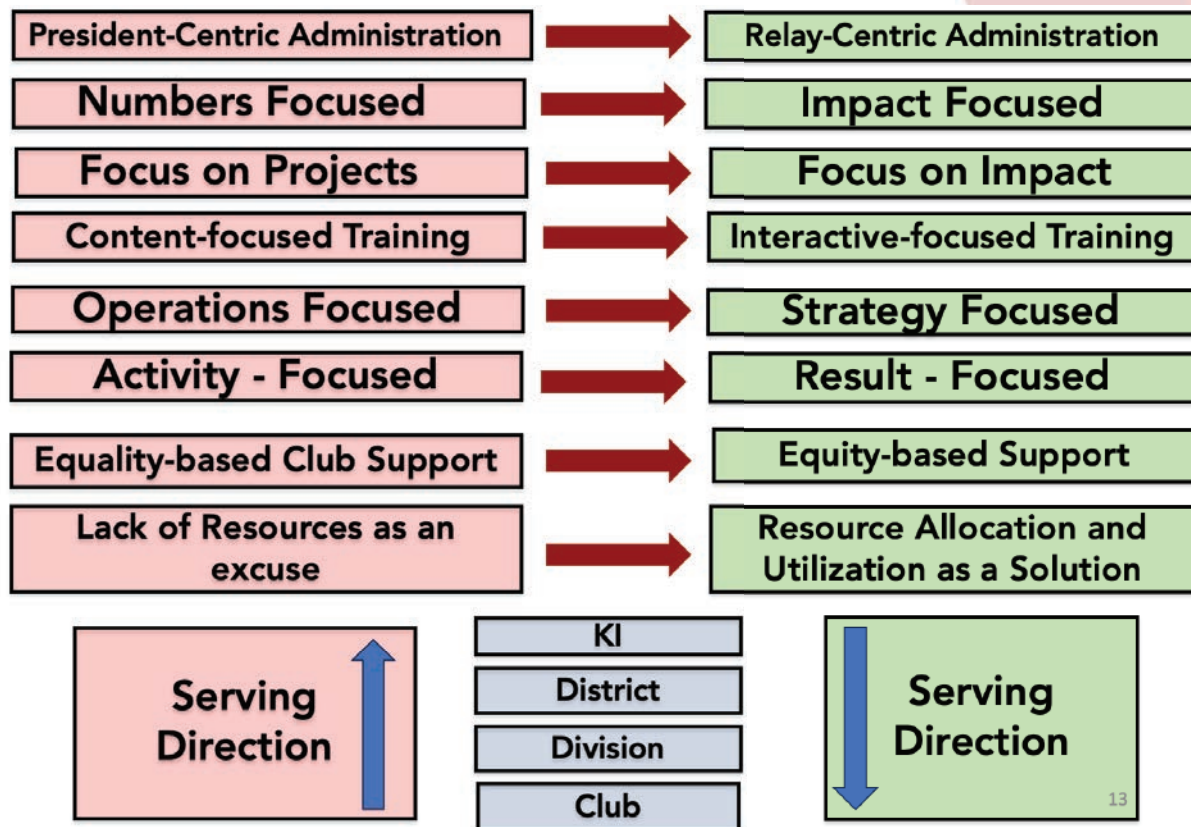 President-Centric Administration
Relay-Centric Administration
Numbers Focused
Impact Focused
Focus on Projects
Focus on Impact
Content-focused Training
Interactive-focused Training
Operations Focused
Strategy Focused
Activity - Focused
Result - Focused
Equality-based Club Support
Equity-based Support
Lack of Resources as an
excuse
Resource Allocation and
Utilization as a Solution
Serving
Direction
KI
District
Division
Club
Serving
Direction
13